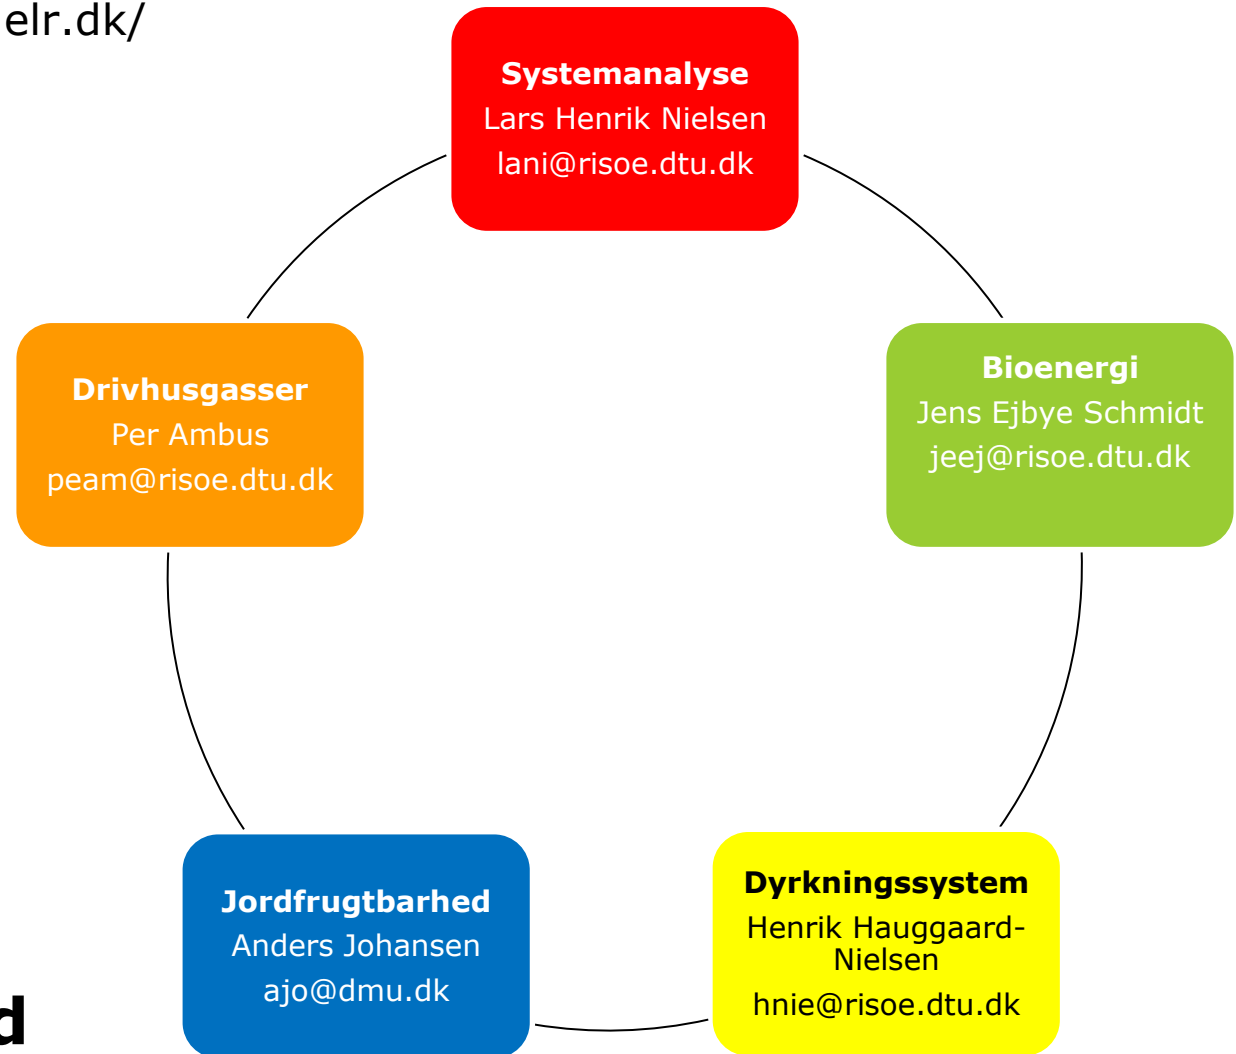 elr.dk/
Systemanalyse
Lars Henrik Nielsen
lani@risoe.dtu.dk
Drivhusgasser
Per Ambus
peam@risoe.dtu.dk
Bioenergi
Jens Ejbye Schmidt
jeej@risoe.dtu.dk
Jordfrugtbarhed
Anders Johansen
ajo@dmu.dk
Dyrkningssystem
Henrik Hauggaard-
Nielsen
hnie@risoe.dtu.dk
d